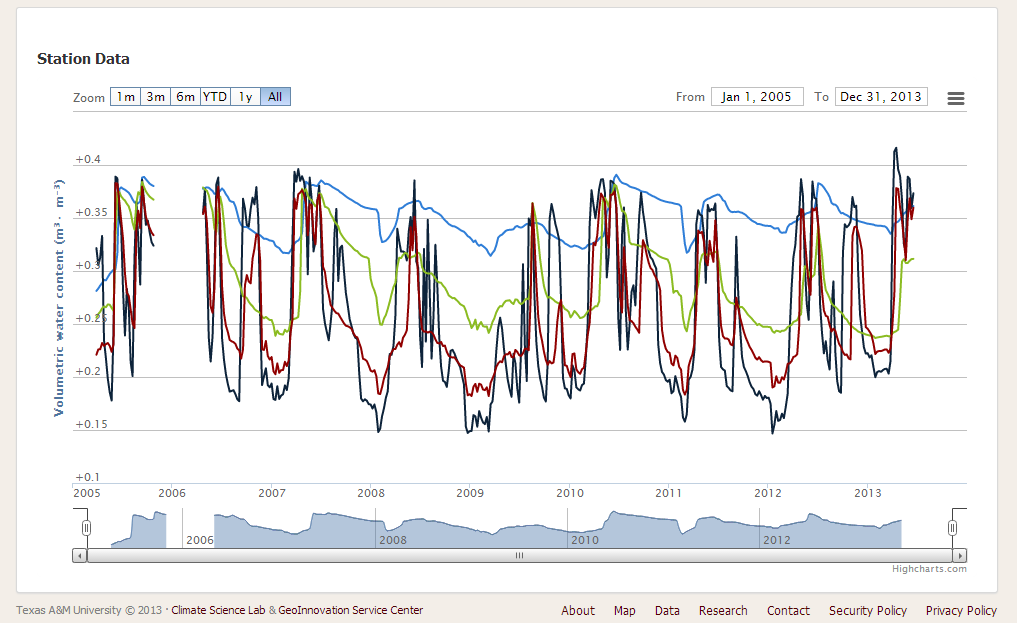 Station Data
Zoom 1m 3m 6m YTD 1y All From Jan 1, 2005 To Dec 31, 2013
+0.4
+0.35
+0.3
+0.25
+0.2
+0.15
+0.1
Volumetric water content (m³· m⁻³)
2005 2006 2007 2008 2009 2010 2011 2012 2013
2006 2008 2010 2012
Highcharts.com
Texas A&M University © 2013 · Climate Science Lab & GeoInnovation Service Center
About Map Data Research Contact Security Policy Privacy Policy